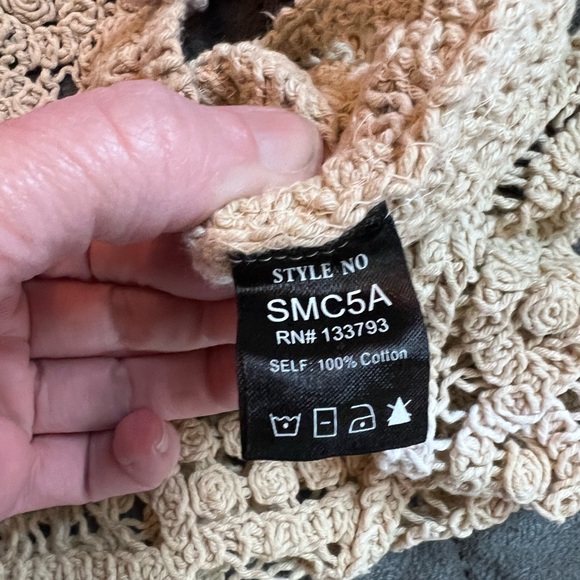 STYLE NO
SMC5A
RN# 133793
SELF: 100% Cotton